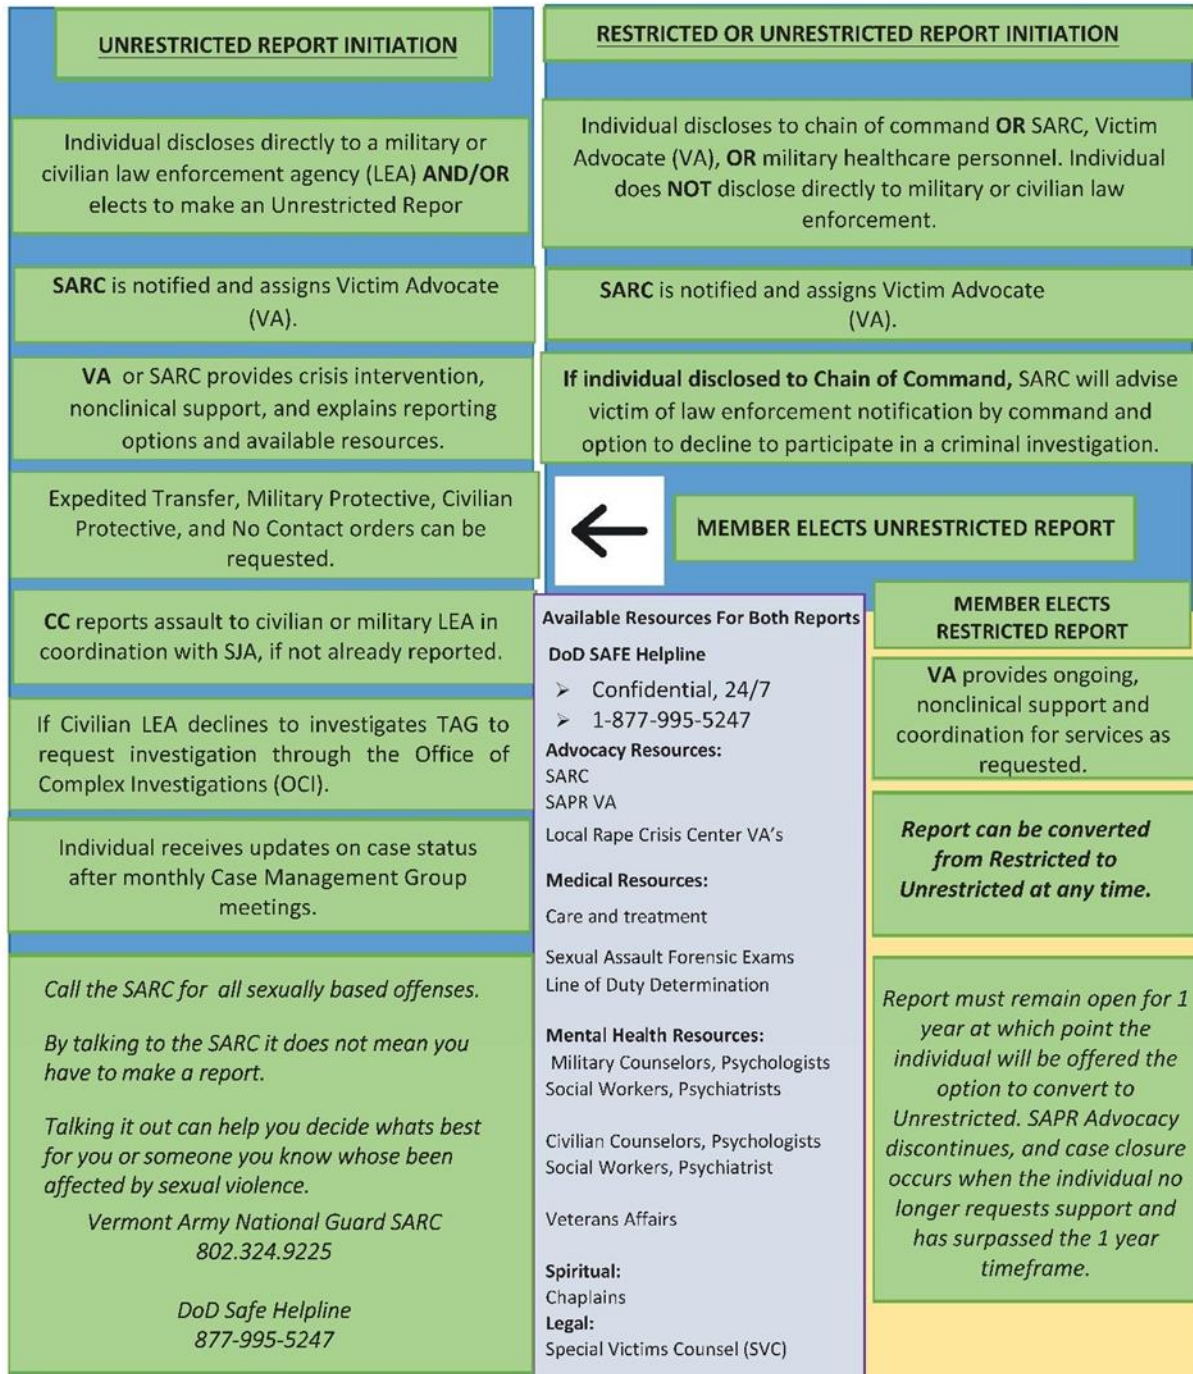 UNRESTRICTED REPORT INITIATION
Individual discloses directly to a military or
civilian law enforcement agency (LEA) AND/OR
elects to make an Unrestricted Repor
SARC is notified and assigns Victim Advocate
(VA).
VA or SARC provides crisis intervention,
nonclinical support, and explains reporting
options and available resources.
Expedited Transfer, Military Protective, Civilian
Protective, and No Contact orders can be
requested.
CC reports assault to civilian or military LEA in
coordination with SJA, if not already reported.
If Civilian LEA declines to investigates TAG to
request investigation through the Office of
Complex Investigations (OCI).
Individual receives updates on case status
after monthly Case Management Group
meetings.
Call the SARC for all sexually based offenses.
By talking to the SARC it does not mean you
have to make a report.
Talking it out can help you decide whats best
for you or someone you know whose been
affected by sexual violence.
Vermont Army National Guard SARC
802.324.9225
DoD Safe Helpline
877-995-5247
RESTRICTED OR UNRESTRICTED REPORT INITIATION
Individual discloses to chain of command OR SARC, Victim
Advocate (VA), OR military healthcare personnel. Individual
does NOT disclose directly to military or civilian law
enforcement.
SARC is notified and assigns Victim Advocate
(VA).
If individual disclosed to Chain of Command, SARC will advise
victim of law enforcement notification by command and
option to decline to participate in a criminal investigation.
MEMBER ELECTS UNRESTRICTED REPORT
Available Resources For Both Reports
DoD SAFE Helpline
➢ Confidential, 24/7
➢ 1-877-995-5247
Advocacy Resources:
SARC
SAPR VA
Local Rape Crisis Center VA's
Medical Resources:
Care and treatment
Sexual Assault Forensic Exams
Line of Duty Determination
Mental Health Resources:
Military Counselors, Psychologists
Social Workers, Psychiatrists
Civilian Counselors, Psychologists
Social Workers, Psychiatrist
Veterans Affairs
Spiritual:
Chaplains
Legal:
Special Victims Counsel (SVC)
MEMBER ELECTS
RESTRICTED REPORT
VA provides ongoing,
nonclinical support and
coordination for services as
requested.
Report can be converted
from Restricted to
Unrestricted at any time.
Report must remain open for 1
year at which point the
individual will be offered the
option to convert to
Unrestricted. SAPR Advocacy
discontinues, and case closure
occurs when the individual no
longer requests support and
has surpassed the 1 year
timeframe.